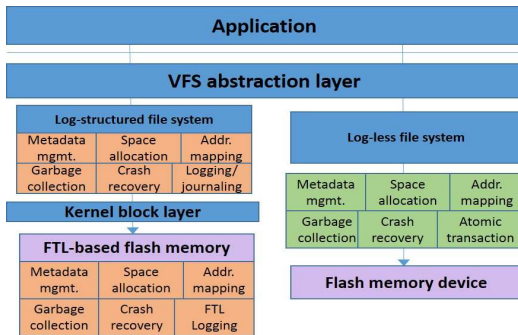 Application
VFS abstraction layer
Log-structured file system
Metadata mgmt.
Space allocation
Addr. mapping
Garbage collection
Crash recovery
Logging/ journaling
Kernel block layer
FTL-based flash memory
Metadata mgmt.
Space allocation
Addr. mapping
Garbage collection
Crash recovery
FTL Logging
Log-less file system
Metadata mgmt.
Space allocation
Addr. mapping
Garbage collection
Crash recovery
Atomic transaction
Flash memory device